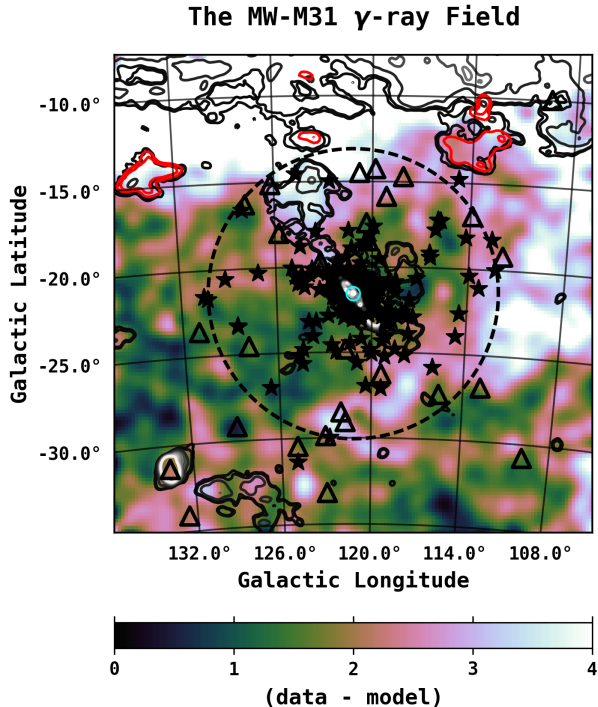 The MW-M31 γ-ray Field
-10.0°
-15.0°
-20.0°
-25.0°
-30.0°
Galactic Latitude
132.0° 126.0° 120.0° 114.0° 108.0°
Galactic Longitude
0 1 2 3 4
(data - model)